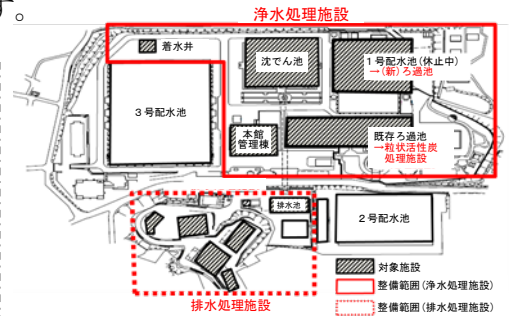 す。
浄水処理施設
着水井
沈でん池
1号配水池(休止中)
→(新)ろ過池
3号配水池
本館
管理棟
既存ろ過池
→粒状活性炭
処理施設
排水池
2号配水池
対象施設
整備範囲(浄水処理施設)
整備範囲(排水処理施設)
排水処理施設